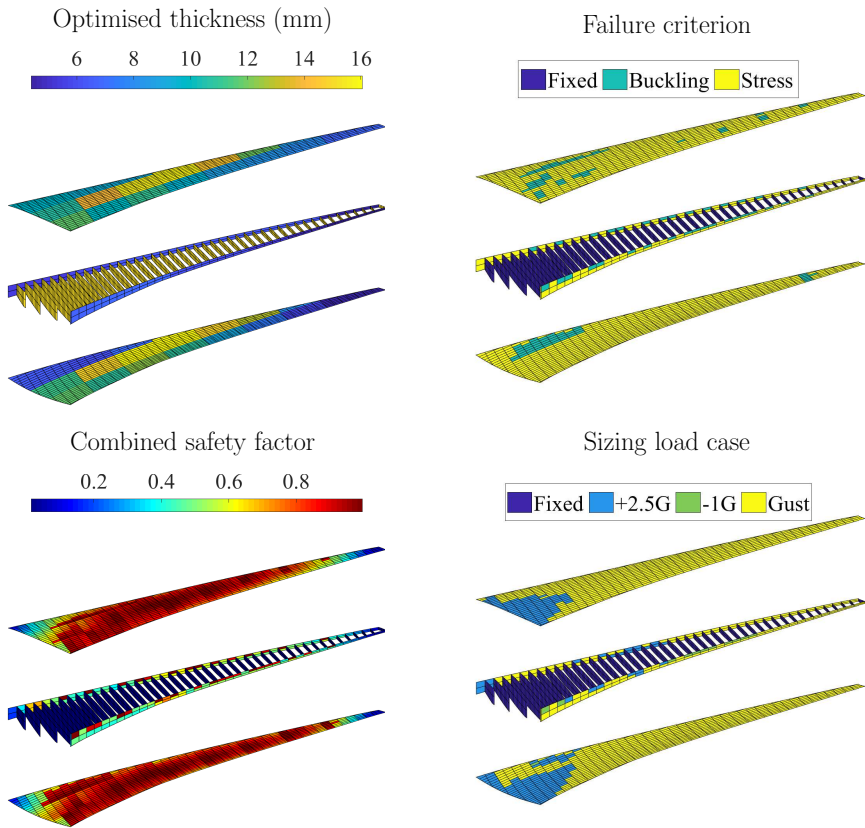 Optimised thickness (mm)
6 8 10 12 14 16
Failure criterion
Fixed Buckling Stress
Combined safety factor
0.2 0.4 0.6 0.8
Sizing load case
Fixed +2.5G -1G Gust